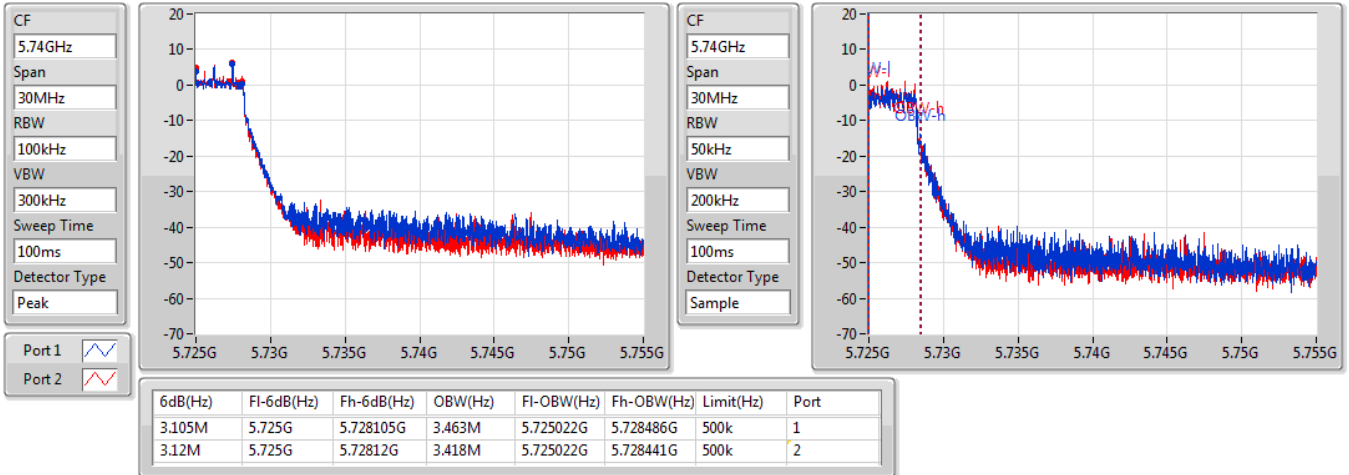 CF
5.74GHz
Span
30MHz
RBW
100kHz
VBW
300kHz
Sweep Time
100ms
Detector Type
Peak
Port 1
Port 2
20
10
0
-10
-20
-30
-40
-50
-60
-70
5.725G 5.73G 5.735G 5.74G 5.745G 5.75G 5.755G
CF
5.74GHz
Span
30MHz
RBW
50kHz
VBW
200kHz
Sweep Time
100ms
Detector Type
Sample
20
10
0
-10
-20
-30
-40
-50
-60
-70
W-l
OBW-h
OBW-h
5.725G 5.73G 5.735G 5.74G 5.745G 5.75G 5.755G
6dB(Hz) Fl-6dB(Hz) Fh-6dB(Hz) OBW(Hz) Fl-OBW(Hz) Fh-OBW(Hz) Limit(Hz) Port
3.105M 5.725G 5.728105G 3.463M 5.725022G 5.728486G 500k 1
3.12M 5.725G 5.72812G 3.418M 5.725022G 5.728441G 500k 2